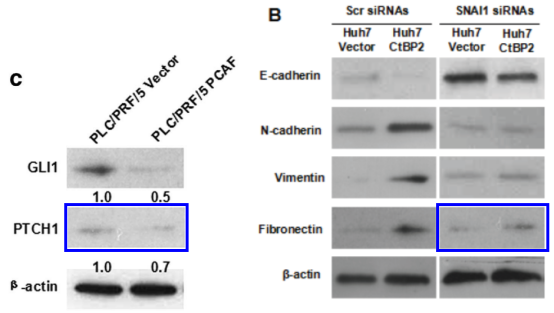 C
PLC/PRF/5 Vector
PLC/PRF/5 PCAF
GLI1
1.0 0.5
PTCH1
1.0 0.7
β-actin
B
Scr siRNAs SNAI1 siRNAs
Huh7 Vector
Huh7 CtBP2
Huh7 Vector
Huh7 CtBP2
E-cadherin
N-cadherin
Vimentin
Fibronectin
β-actin